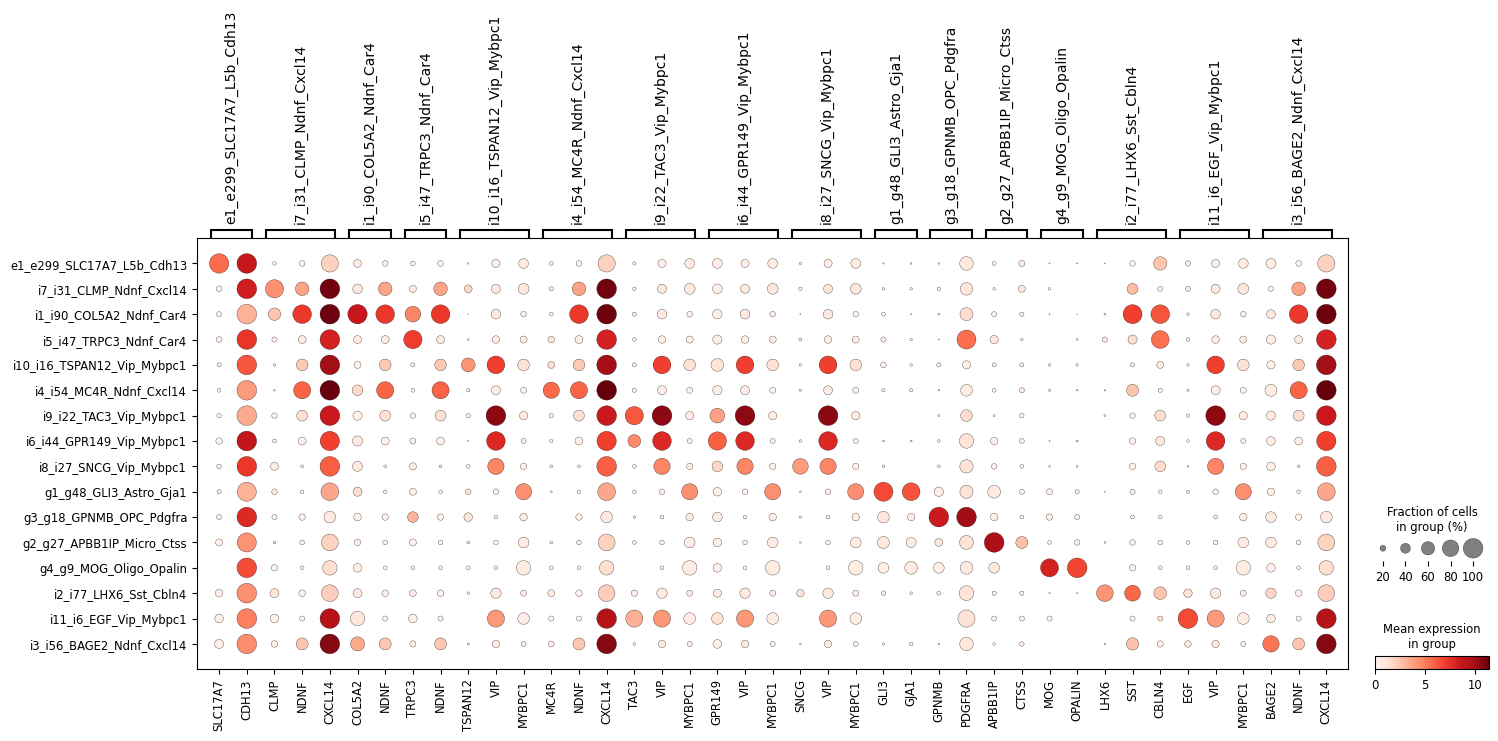 e1_e299_SLC17A7_L5b_Cdh13
i7_i31_CLMP_Ndnf_Cxcl14
i1_i90_COL5A2_Ndnf_Car4
i5_i47_TRPC3_Ndnf_Car4
i10_i16_TSPAN12_Vip_Mybpc1
i4_i54_MC4R_Ndnf_Cxcl14
i9_i22_TAC3_Vip_Mybpc1
i6_i44_GPR149_Vip_Mybpc1
i8_i27_SNCG_Vip_Mybpc1
g1_g48_GLI3_Astro_Gja1
g3_g18_GPNMB_OPC_Pdgfra
g2_g27_APBB1IP_Micro_Ctss
g4_g9_MOG_Oligo_Opalin
i2_i77_LHX6_Sst_Cbln4
i11_i6_EGF_Vip_Mybpc1
i3_i56_BAGE2_Ndnf_Cxcl14
e1_e299_SLC17A7_L5b_Cdh13
i7_i31_CLMP_Ndnf_Cxcl14
i1_i90_COL5A2_Ndnf_Car4
i5_i47_TRPC3_Ndnf_Car4
i10_i16_TSPAN12_Vip_Mybpc1
i4_i54_MC4R_Ndnf_Cxcl14
i9_i22_TAC3_Vip_Mybpc1
i6_i44_GPR149_Vip_Mybpc1
i8_i27_SNCG_Vip_Mybpc1
g1_g48_GLI3_Astro_Gja1
g3_g18_GPNMB_OPC_Pdgfra
g2_g27_APBB1IP_Micro_Ctss
g4_g9_MOG_Oligo_Opalin
i2_i77_LHX6_Sst_Cbln4
i11_i6_EGF_Vip_Mybpc1
i3_i56_BAGE2_Ndnf_Cxcl14
SLC17A7
CDH13
CLMP
NDNF
CXCL14
COL5A2
NDNF
TRPC3
NDNF
TSPAN12
VIP
MYBPC1
MC4R
NDNF
CXCL14
TAC3
VIP
MYBPC1
GPR149
VIP
MYBPC1
SNCG
VIP
MYBPC1
GLI3
GJA1
GPNMB
PDGFRA
APBB1IP
CTSS
MOG
OPALIN
LHX6
SST
CBLN4
EGF
VIP
MYBPC1
BAGE2
NDNF
CXCL14
Fraction of cells
in group (%)
20 40 60 80 100
Mean expression
in group
0 5 10